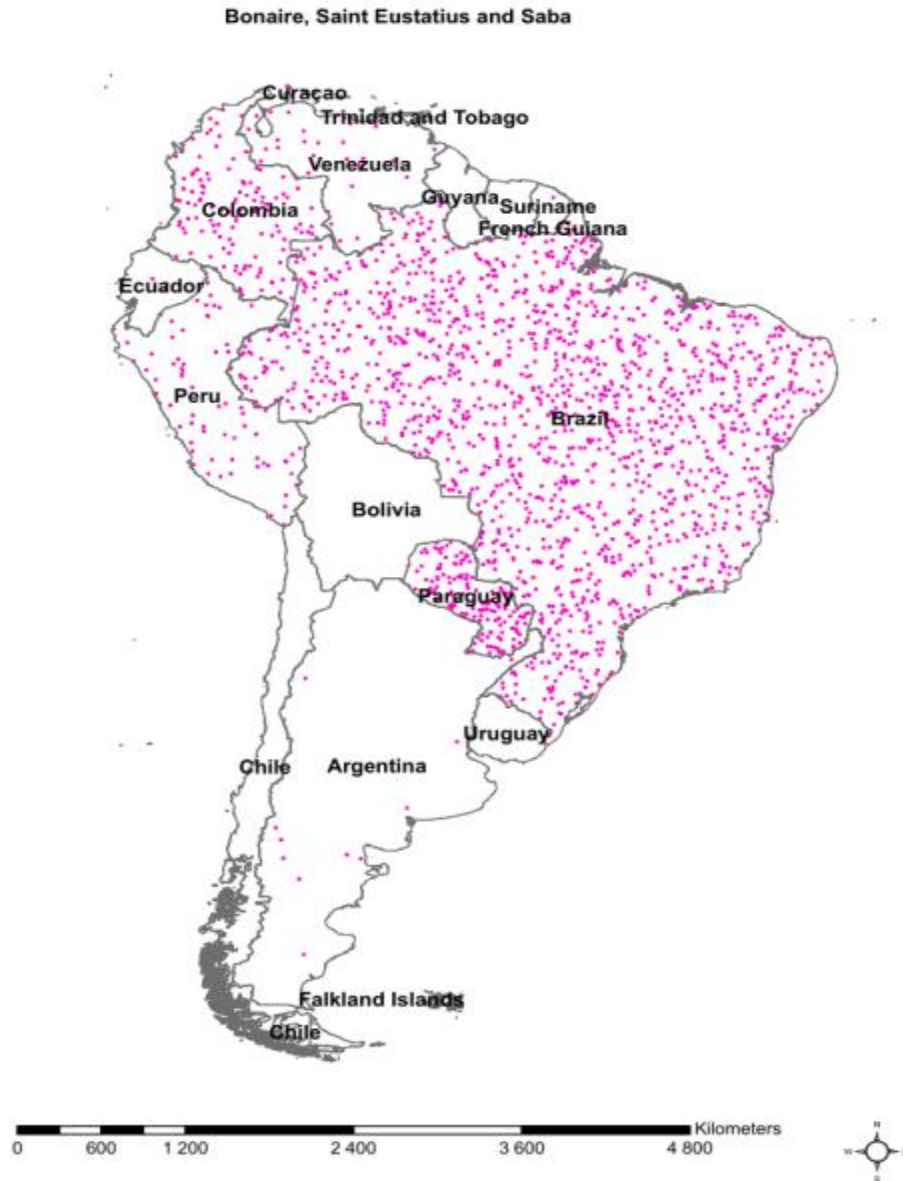 Bonaire, Saint Eustatius and Saba
Curaçao
Trinidad and Tobago
Venezuela
Guyana
Suriname
Colombia
French Guiana
Ecuador
Peru
Brazil
Bolivia
Paraguay
Uruguay
Chile
Argentina
Falkland Islands
Chile
Kilometers
0 600 1 200 2 400 3 600 4 800
N
W E
S